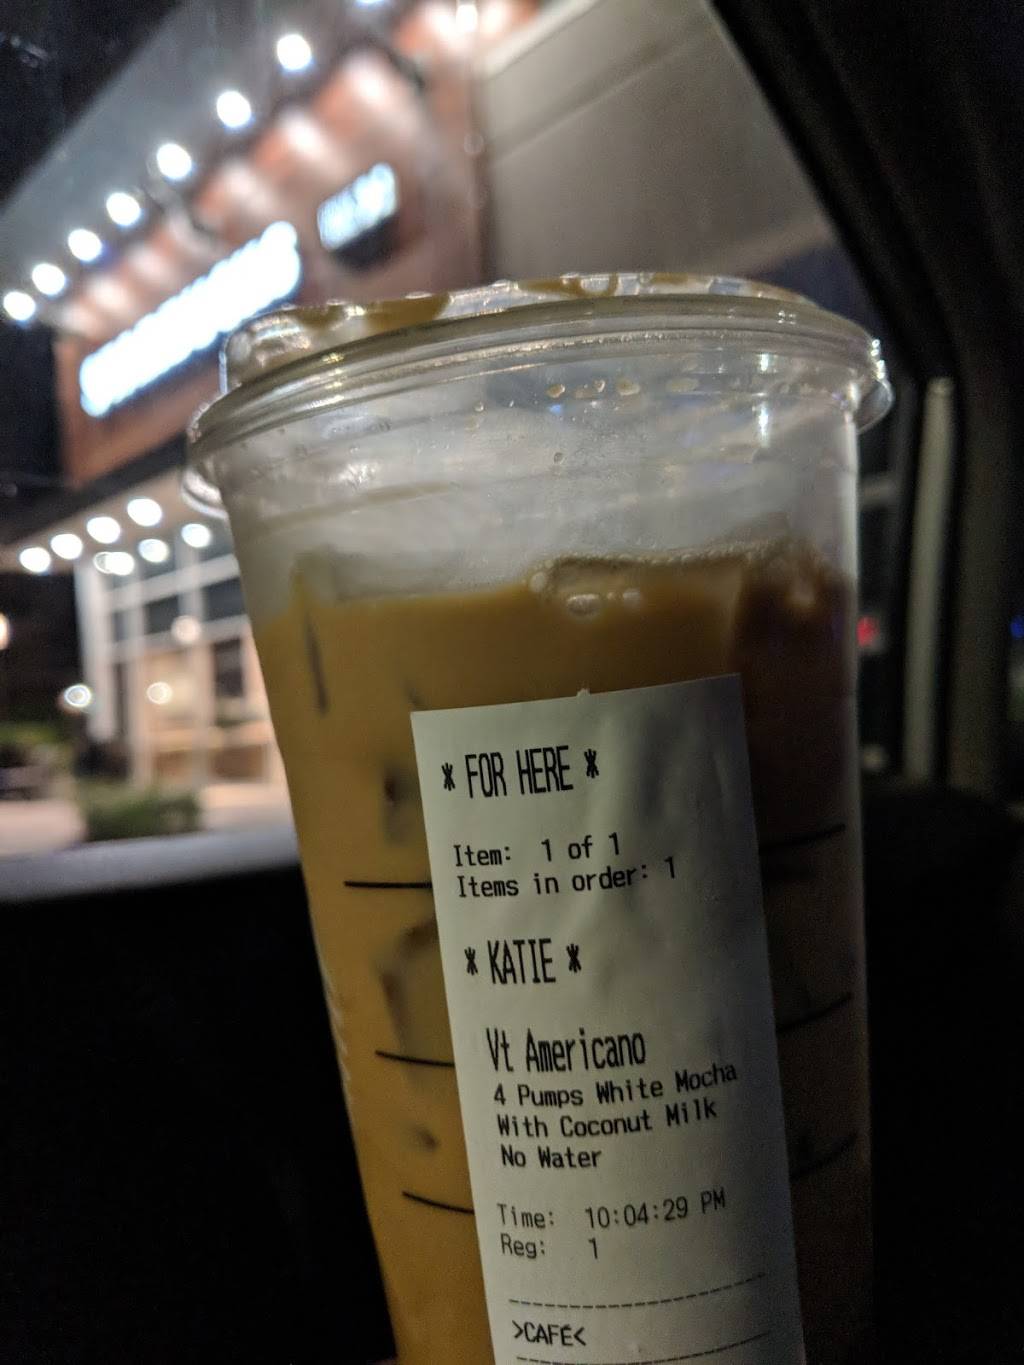 * FOR HERE *
Item: 1 of 1
Items in order: 1
* KATIE *
Vt Americano
4 Pumps White Mocha
With Coconut Milk
No Water
Time: 10:04:29 PM
Reg: 1
>CAFÉ<